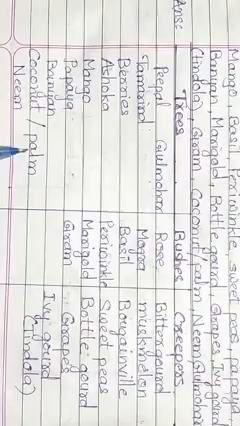 Mango, Basil, Periwinkle, sweet peas, papaya,
Banyan, Marigold, Bottle gourd, Grapes, Ivy gourd
(Tindola), Gram, Coconut/palm, Neem, Gulmohar
Ans:
Trees Bushes Creepers
Peepal Gulmohar Rose Bitter gourd
Tamarind Mogra muskmelon
Berries Basil Bougainville
Ashoka Periwinkle Sweet peas
Mango Marigold Bottle gourd
Papaya Gram Grapes
Banyan Ivy gourd
Coconut / palm (Tindola)
Neem